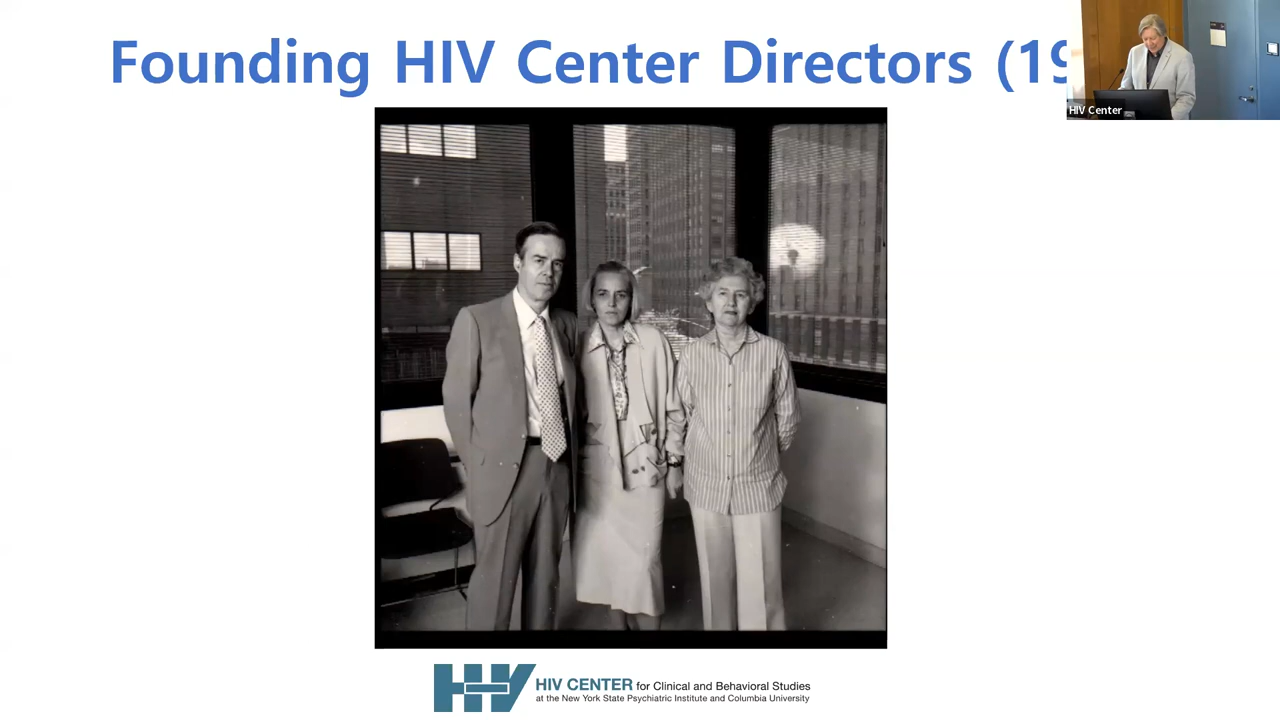 Founding HIV Center Directors (19
HIV Center
HIV CENTER for Clinical and Behavioral Studies
at the New York State Psychiatric Institute and Columbia University